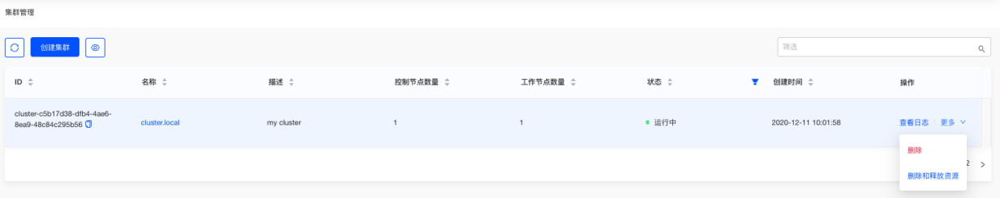 集群管理
创建集群
筛选
ID 名称 描述 控制节点数量 工作节点数量 状态 创建时间 操作
cluster-c5b17d38-dfb4-4ae6-
8ea9-48c84c295b56 cluster.local my cluster 1 1 运行中 2020-12-11 10:01:58 查看日志 更多
删除
2
删除和释放资源